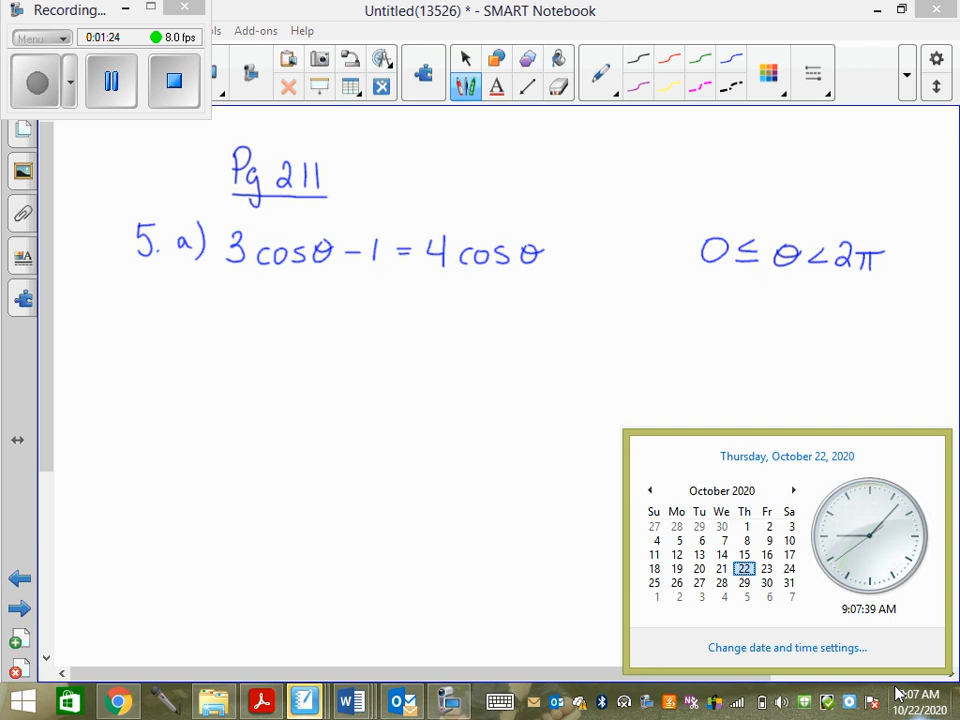 Recording...
Untitled(13526) * - SMART Notebook
Menu
0:01:24
8.0 fps
ols Add-ons Help
Pg 211
5. a) 3 cosθ − 1 = 4 cos θ 0 ≤ θ < 2π
Thursday, October 22, 2020
October 2020
Su Mo Tu We Th Fr Sa
27 28 29 30 1 2 3
4 5 6 7 8 9 10
11 12 13 14 15 16 17
18 19 20 21 22 23 24
25 26 27 28 29 30 31
1 2 3 4 5 6 7
9:07:39 AM
Change date and time settings...
:07 AM
10/22/2020